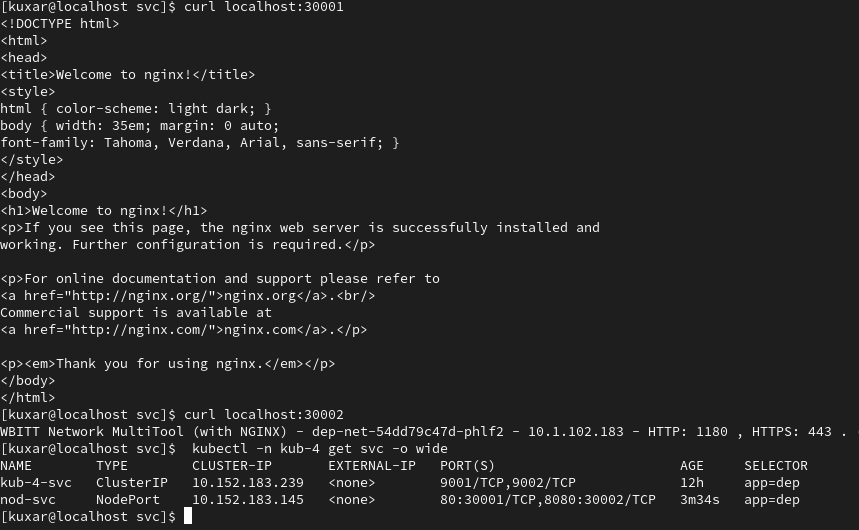 [kuxar@localhost svc]$ curl localhost:30001
<!DOCTYPE html>
<html>
<head>
<title>Welcome to nginx!</title>
<style>
html { color-scheme: light dark; }
body { width: 35em; margin: 0 auto;
font-family: Tahoma, Verdana, Arial, sans-serif; }
</style>
</head>
<body>
<h1>Welcome to nginx!</h1>
<p>If you see this page, the nginx web server is successfully installed and
working. Further configuration is required.</p>

<p>For online documentation and support please refer to
<a href="http://nginx.org/">nginx.org</a>.<br/>
Commercial support is available at
<a href="http://nginx.com/">nginx.com</a>.</p>

<p><em>Thank you for using nginx.</em></p>
</body>
</html>
[kuxar@localhost svc]$ curl localhost:30002
WBITT Network MultiTool (with NGINX) - dep-net-54dd79c47d-phlf2 - 10.1.102.183 - HTTP: 1180 , HTTPS: 443 . (
[kuxar@localhost svc]$  kubectl -n kub-4 get svc -o wide
NAME        TYPE        CLUSTER-IP       EXTERNAL-IP   PORT(S)                       AGE     SELECTOR
kub-4-svc   ClusterIP   10.152.183.239   <none>        9001/TCP,9002/TCP             12h     app=dep
nod-svc     NodePort    10.152.183.145   <none>        80:30001/TCP,8080:30002/TCP   3m34s   app=dep
[kuxar@localhost svc]$